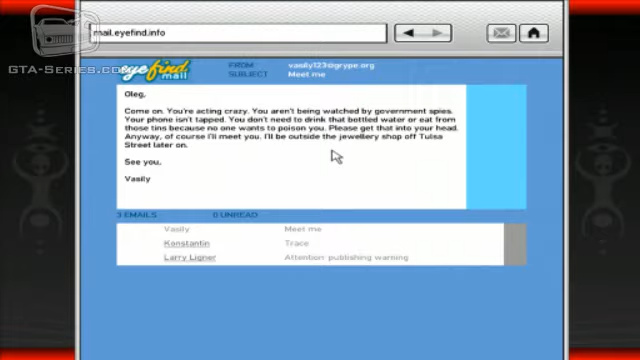 mail.eyefind.info
GTA-SERIES.CO
eyefind
mail
FROM: vasily123@grype.org
SUBJECT Meet me
Oleg,
Come on. You're acting crazy. You aren't being watched by government spies.
Your phone isn't tapped. You don't need to drink that bottled water or eat from
those tins because no one wants to poison you. Please get that into your head.
Anyway, of course I'll meet you. I'll be outside the jewellery shop off Tulsa
Street later on.
See you,
Vasily
3 EMAILS 0 UNREAD
Vasily Meet me
Konstantin Trace
Larry Ligner Attention: publishing warning